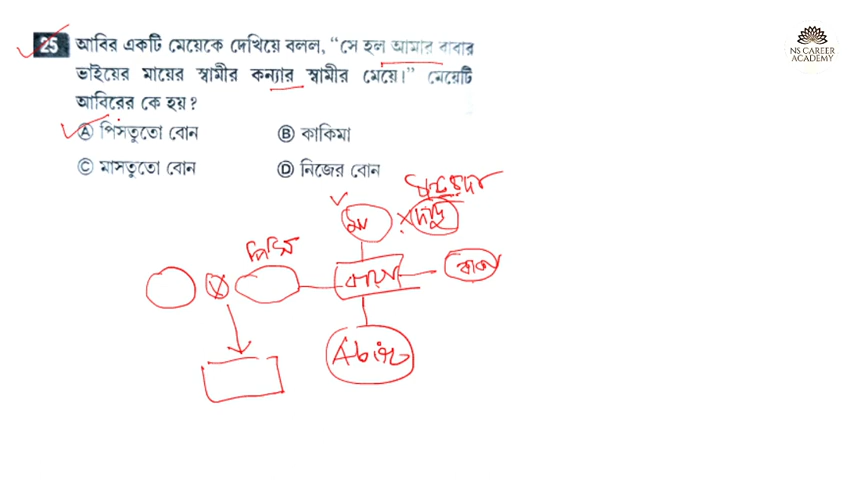 NS CAREER
ACADEMY
25 আবির একটি মেয়েকে দেখিয়ে বলল, “সে হল আমার বাবার
ভাইয়ের মায়ের স্বামীর কন্যার স্বামীর মেয়ে।” মেয়েটি
আবিরের কে হয়?
A পিসতুতো বোন B কাকিমা
C মাসতুতো বোন D নিজের বোন
মা × দাদু
পিসি
বাবা কাকা
Abir